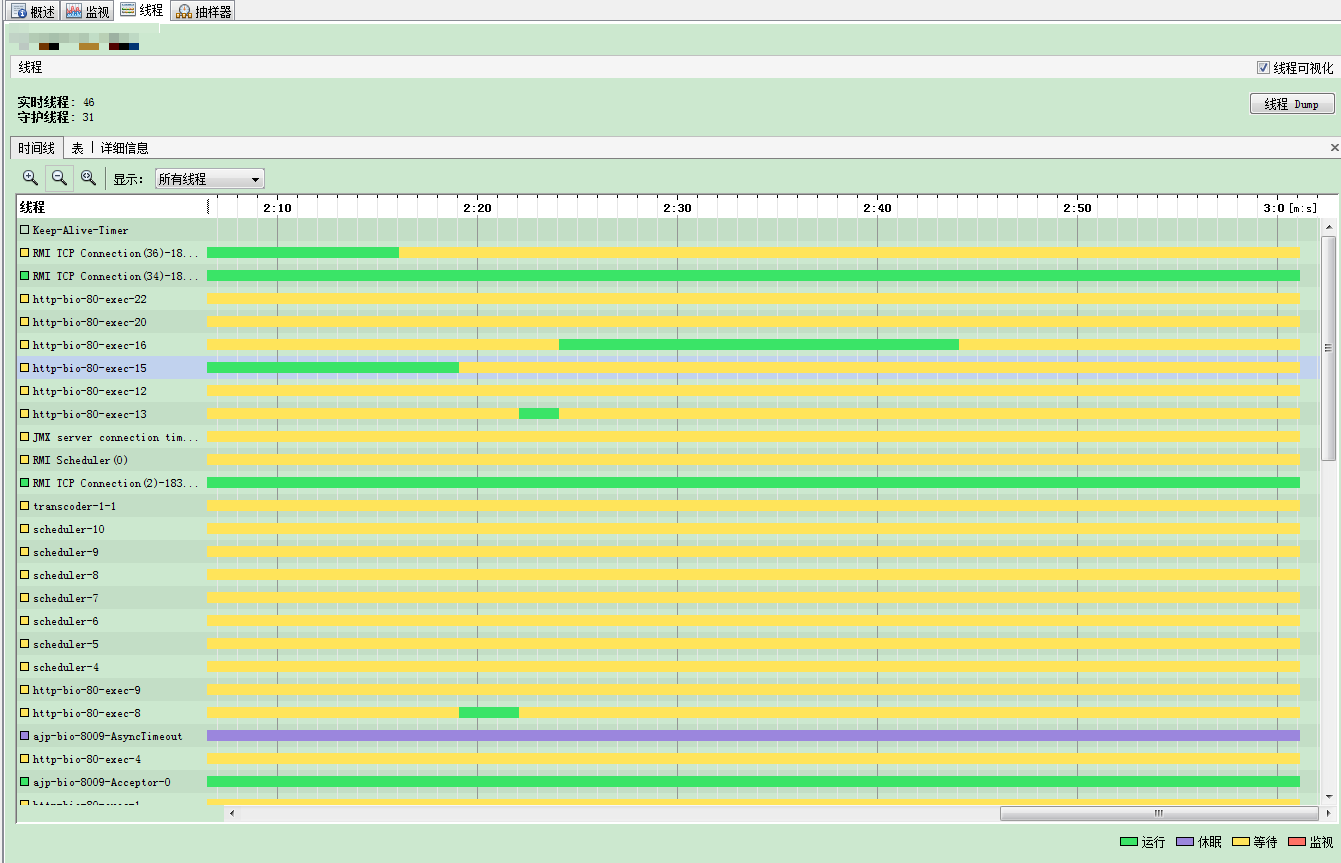 概述 监视 线程 抽样器
线程 线程可视化
实时线程: 46
守护线程: 31
线程 Dump
时间线 表 详细信息
显示: 所有线程
线程 2:10 2:20 2:30 2:40 2:50 3:0 [m:s]
Keep-Alive-Timer
RMI TCP Connection(36)-18...
RMI TCP Connection(34)-18...
http-bio-80-exec-22
http-bio-80-exec-20
http-bio-80-exec-16
http-bio-80-exec-15
http-bio-80-exec-12
http-bio-80-exec-13
JMX server connection tim...
RMI Scheduler(0)
RMI TCP Connection(2)-183...
transcoder-1-1
scheduler-10
scheduler-9
scheduler-8
scheduler-7
scheduler-6
scheduler-5
scheduler-4
http-bio-80-exec-9
http-bio-80-exec-8
ajp-bio-8009-AsyncTimeout
http-bio-80-exec-4
ajp-bio-8009-Acceptor-0
http-bio-80-exec-1
运行 休眠 等待 监视